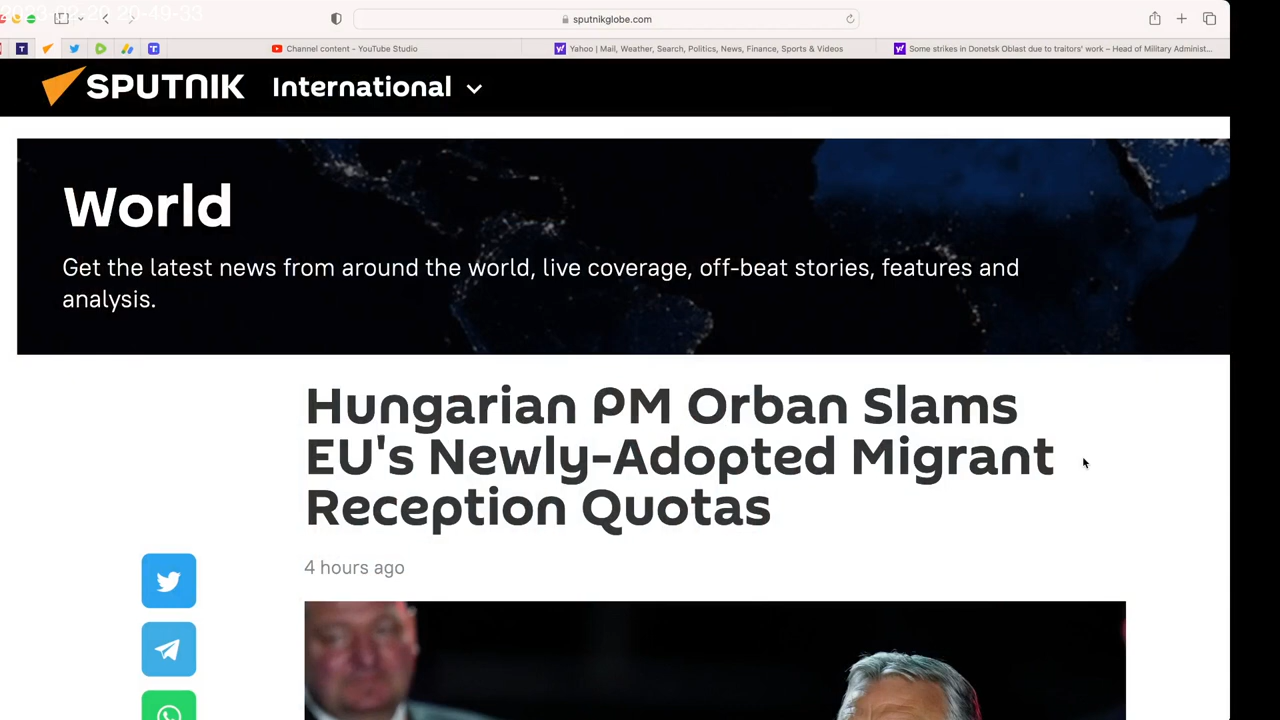 sputnikglobe.com
Channel content – YouTube Studio
Yahoo | Mail, Weather, Search, Politics, News, Finance, Sports & Videos
Some strikes in Donetsk Oblast due to traitors' work – Head of Military Administ...
SPUTNIK
International
World
Get the latest news from around the world, live coverage, off-beat stories, features and
analysis.
Hungarian PM Orban Slams
EU's Newly-Adopted Migrant
Reception Quotas
4 hours ago